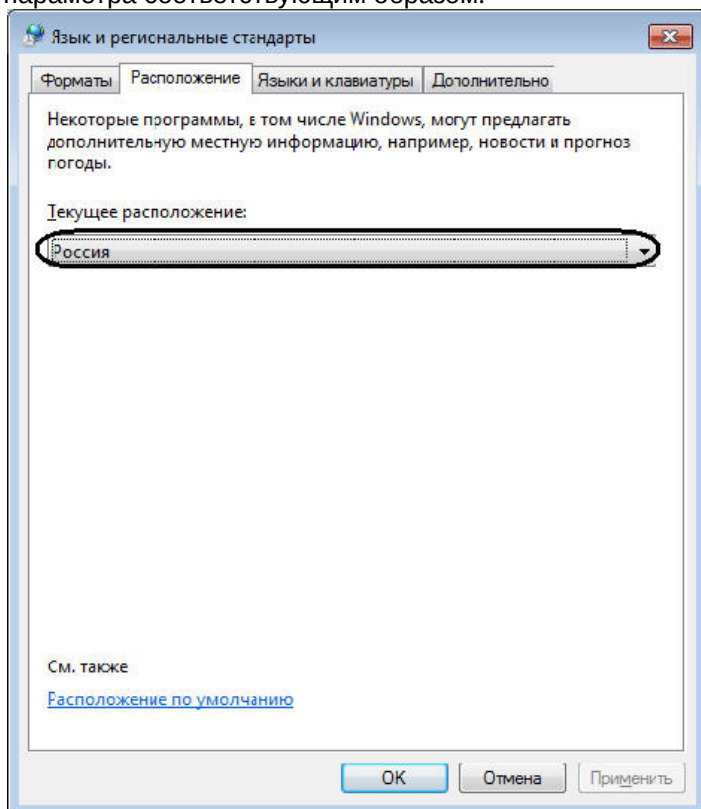 параметра соответствующим образом.
Язык и региональные стандарты
Форматы Расположение Языки и клавиатуры Дополнительно
Некоторые программы, в том числе Windows, могут предлагать
дополнительную местную информацию, например, новости и прогноз
погоды.
Текущее расположение:
Россия
См. также
Расположение по умолчанию
OK Отмена Применить